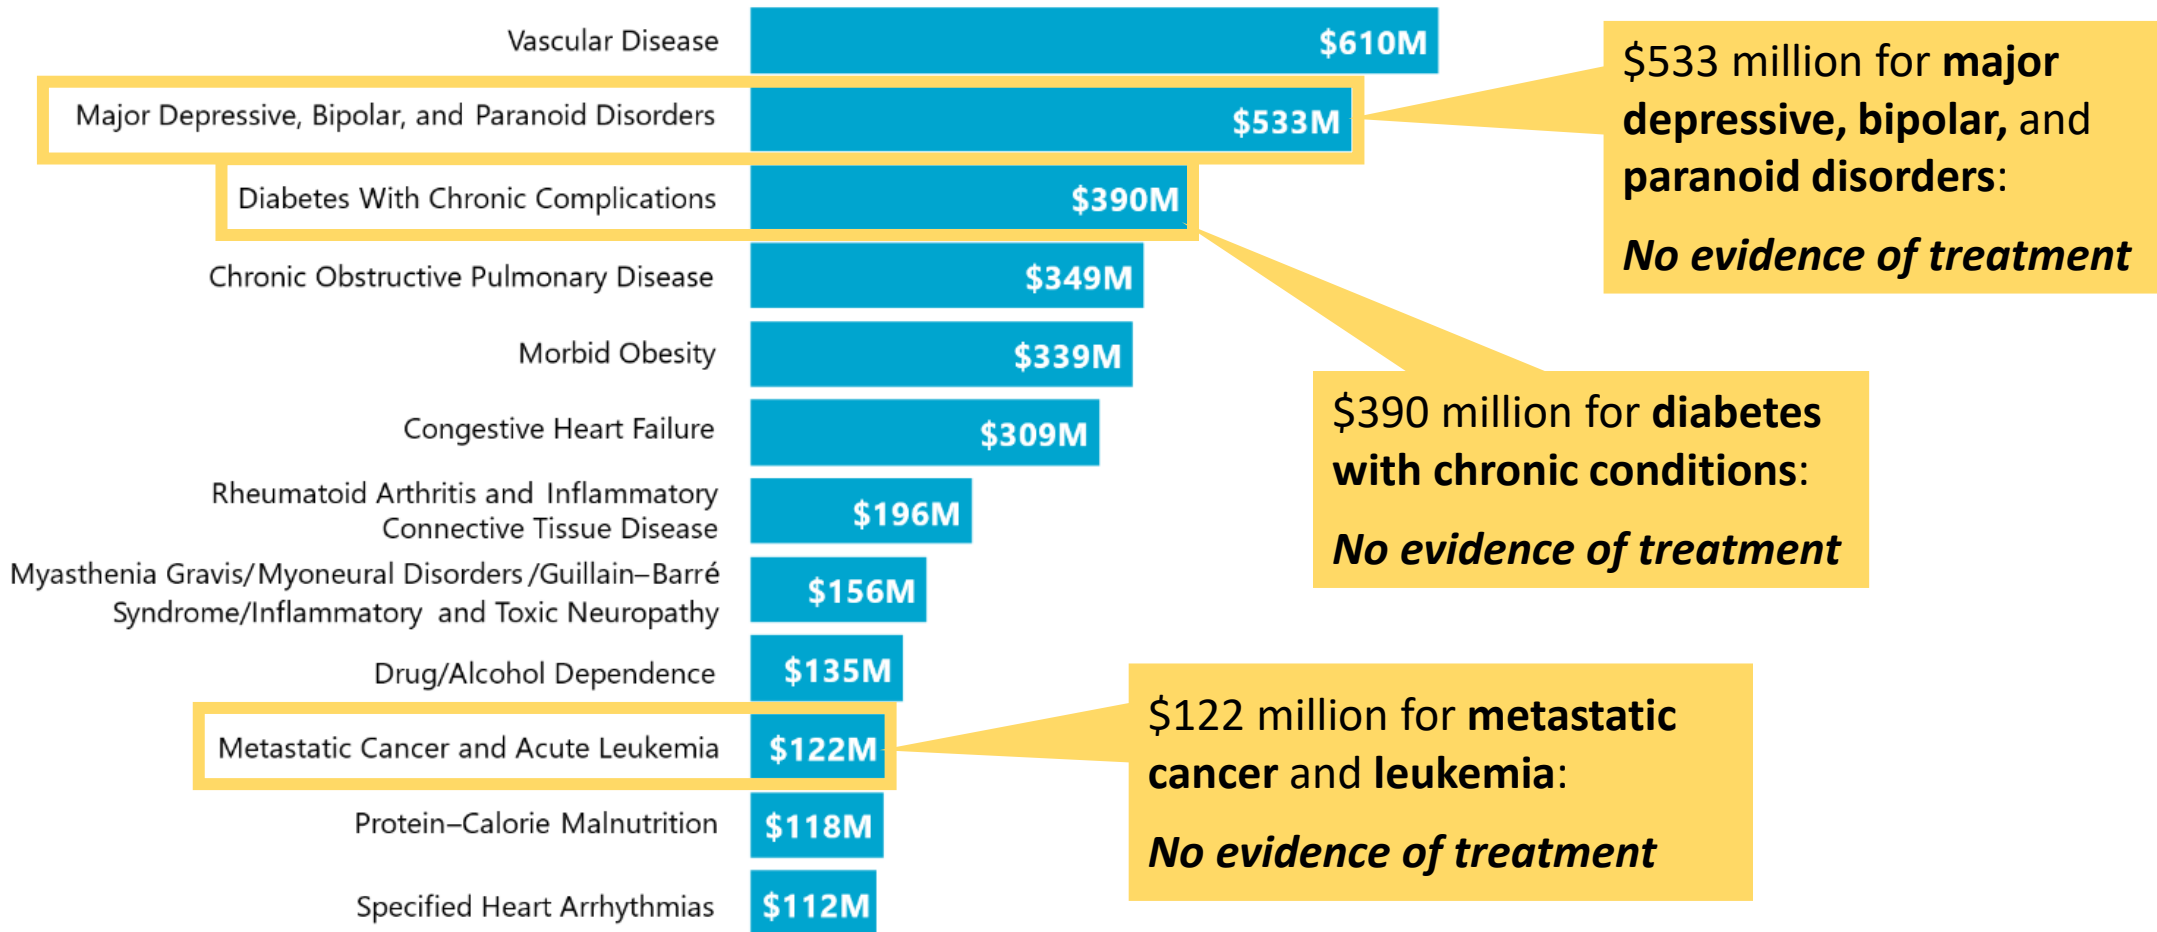 Vascular Disease
$610M
Major Depressive, Bipolar, and Paranoid Disorders
$533M
Diabetes With Chronic Complications
$390M
Chronic Obstructive Pulmonary Disease
$349M
Morbid Obesity
$339M
Congestive Heart Failure
$309M
Rheumatoid Arthritis and Inflammatory
Connective Tissue Disease
$196M
Myasthenia Gravis/Myoneural Disorders/Guillain–Barré
Syndrome/Inflammatory and Toxic Neuropathy
$156M
Drug/Alcohol Dependence
$135M
Metastatic Cancer and Acute Leukemia
$122M
Protein–Calorie Malnutrition
$118M
Specified Heart Arrhythmias
$112M
$533 million for major
depressive, bipolar, and
paranoid disorders:
No evidence of treatment
$390 million for diabetes
with chronic conditions:
No evidence of treatment
$122 million for metastatic
cancer and leukemia:
No evidence of treatment